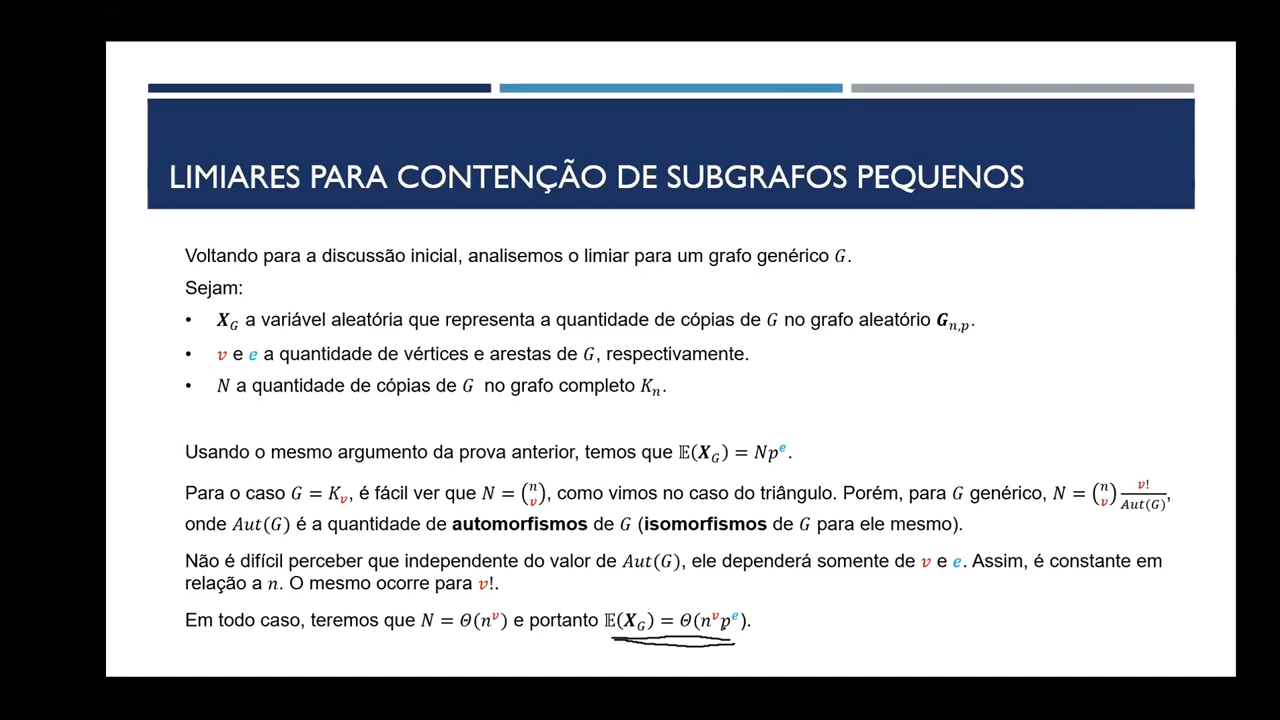 LIMIARES PARA CONTENÇÃO DE SUBGRAFOS PEQUENOS
Voltando para a discussão inicial, analisemos o limiar para um grafo genérico G.
Sejam:
• X_G a variável aleatória que representa a quantidade de cópias de G no grafo aleatório G_{n,p}.
• v e e a quantidade de vértices e arestas de G, respectivamente.
• N a quantidade de cópias de G no grafo completo K_n.
Usando o mesmo argumento da prova anterior, temos que 𝔼(X_G) = Np^e.
Para o caso G = K_v, é fácil ver que N = \binom{n}{v}, como vimos no caso do triângulo. Porém, para G genérico, N = \binom{n}{v} \frac{v!}{Aut(G)},
onde Aut(G) é a quantidade de automorfismos de G (isomorfismos de G para ele mesmo).
Não é difícil perceber que independente do valor de Aut(G), ele dependerá somente de v e e. Assim, é constante em
relação a n. O mesmo ocorre para v!.
Em todo caso, teremos que N = Θ(n^v) e portanto 𝔼(X_G) = Θ(n^v p^e).